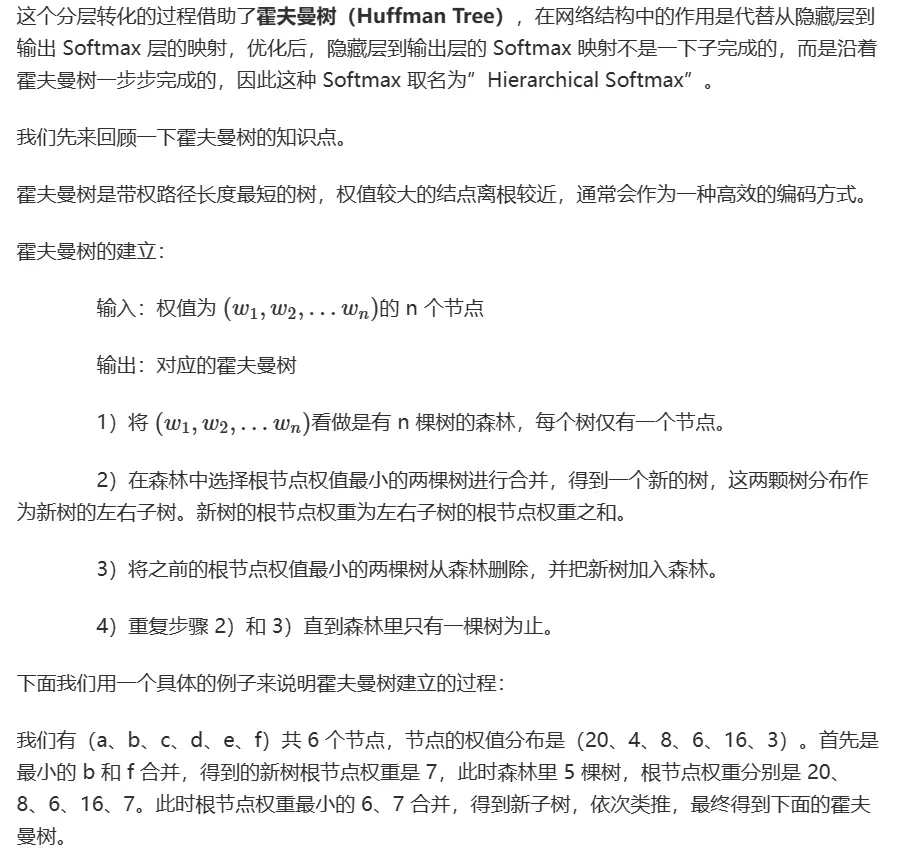 这个分层转化的过程借助了霍夫曼树（Huffman Tree），在网络结构中的作用是代替从隐藏层到
输出 Softmax 层的映射，优化后，隐藏层到输出层的 Softmax 映射不是一下子完成的，而是沿着
霍夫曼树一步步完成的，因此这种 Softmax 取名为”Hierarchical Softmax”。
我们先来回顾一下霍夫曼树的知识点。
霍夫曼树是带权路径长度最短的树，权值较大的结点离根较近，通常会作为一种高效的编码方式。
霍夫曼树的建立：
输入：权值为 (w₁, w₂, . . . wₙ)的 n 个节点
输出：对应的霍夫曼树
1）将 (w₁, w₂, . . . wₙ)看做是有 n 棵树的森林，每个树仅有一个节点。
2）在森林中选择根节点权值最小的两棵树进行合并，得到一个新的树，这两颗树分布作
为新树的左右子树。新树的根节点权重为左右子树的根节点权重之和。
3）将之前的根节点权值最小的两棵树从森林删除，并把新树加入森林。
4）重复步骤 2）和 3）直到森林里只有一棵树为止。
下面我们用一个具体的例子来说明霍夫曼树建立的过程：
我们有（a、b、c、d、e、f）共 6 个节点，节点的权值分布是（20、4、8、6、16、3）。首先是
最小的 b 和 f 合并，得到的新树根节点权重是 7，此时森林里 5 棵树，根节点权重分别是 20、
8、6、16、7。此时根节点权重最小的 6、7 合并，得到新子树，依次类推，最终得到下面的霍夫
曼树。